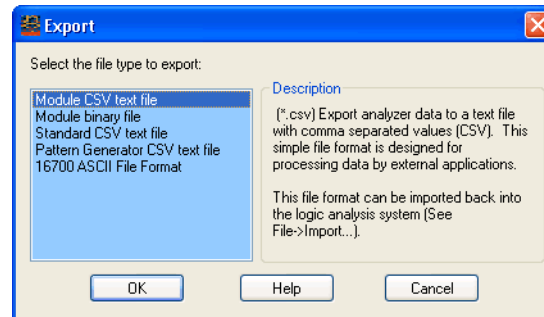 Export
Select the file type to export:
Module CSV text file
Module binary file
Standard CSV text file
Pattern Generator CSV text file
16700 ASCII File Format
Description
(*.csv) Export analyzer data to a text file
with comma separated values (CSV). This
simple file format is designed for
processing data by external applications.
This file format can be imported back into
the logic analysis system (See
File->Import...).
OK
Help
Cancel